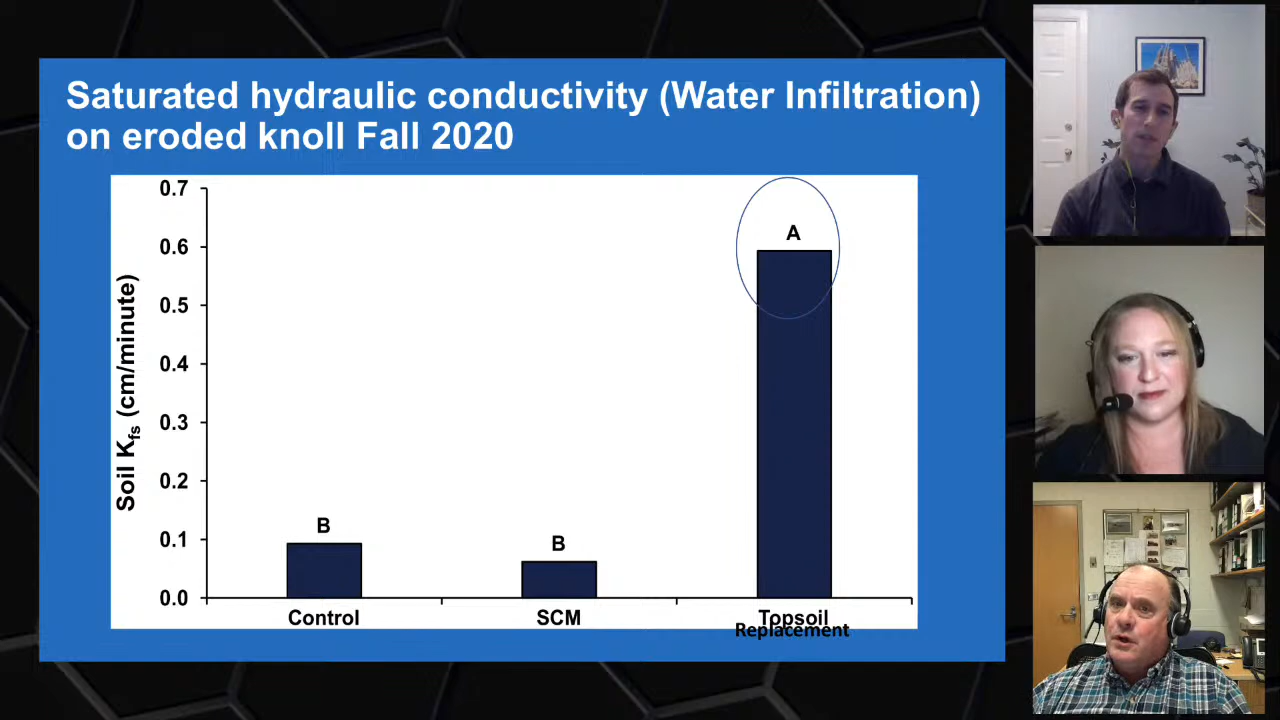 Saturated hydraulic conductivity (Water Infiltration)
on eroded knoll Fall 2020
0.7
0.6
0.5
0.4
0.3
0.2
0.1
0.0
Soil Kfs (cm/minute)
B
B
A
Control
SCM
Topsoil
Replacement